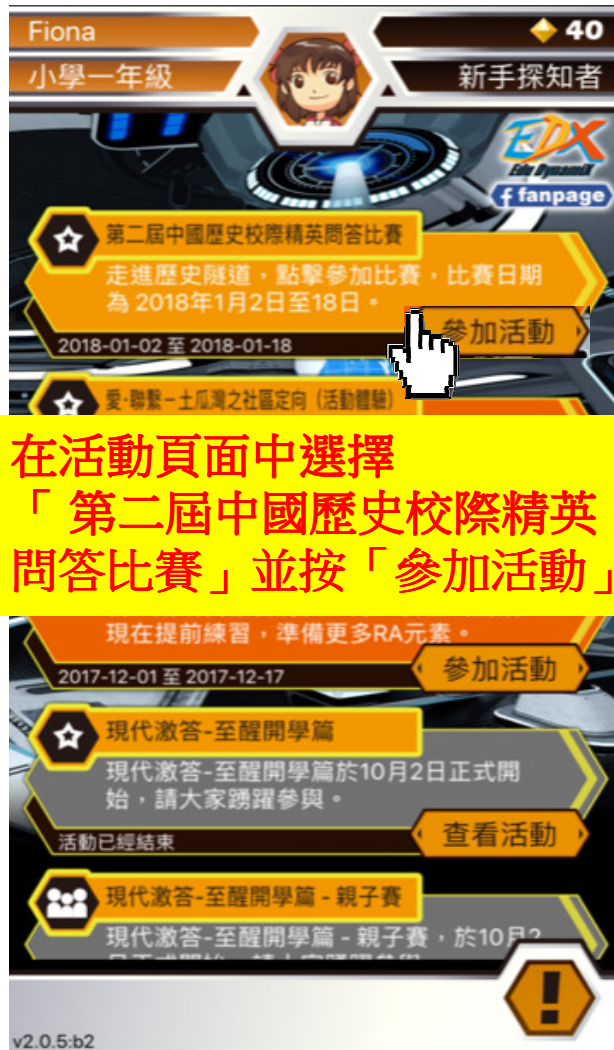 Fiona
40
小學一年級
新手探知者
EDX
Edu DynamiX
f fanpage
第二屆中國歷史校際精英問答比賽
走進歷史隧道，點擊參加比賽，比賽日期
為 2018年1月2日至18日。
參加活動
2018-01-02 至 2018-01-18
愛·聯繫－土瓜灣之社區定向（活動體驗）
在活動頁面中選擇
「 第二屆中國歷史校際精英
問答比賽」並按「參加活動」
現在提前練習，準備更多RA元素。
參加活動
2017-12-01 至 2017-12-17
現代激答-至醒開學篇
現代激答-至醒開學篇於10月2日正式開
始，請大家踴躍參與。
查看活動
活動已經結束
現代激答-至醒開學篇 - 親子賽
現代激答-至醒開學篇 - 親子賽，於10月2
v2.0.5:b2